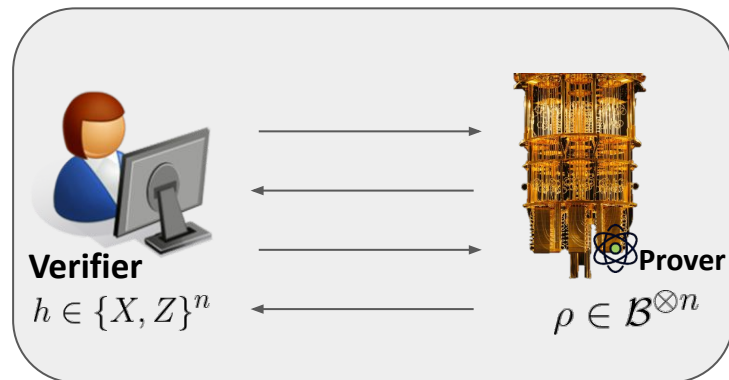 Verifier
h ∈ {X, Z}ⁿ
Prover
ρ ∈ 𝓑^{⊗n}